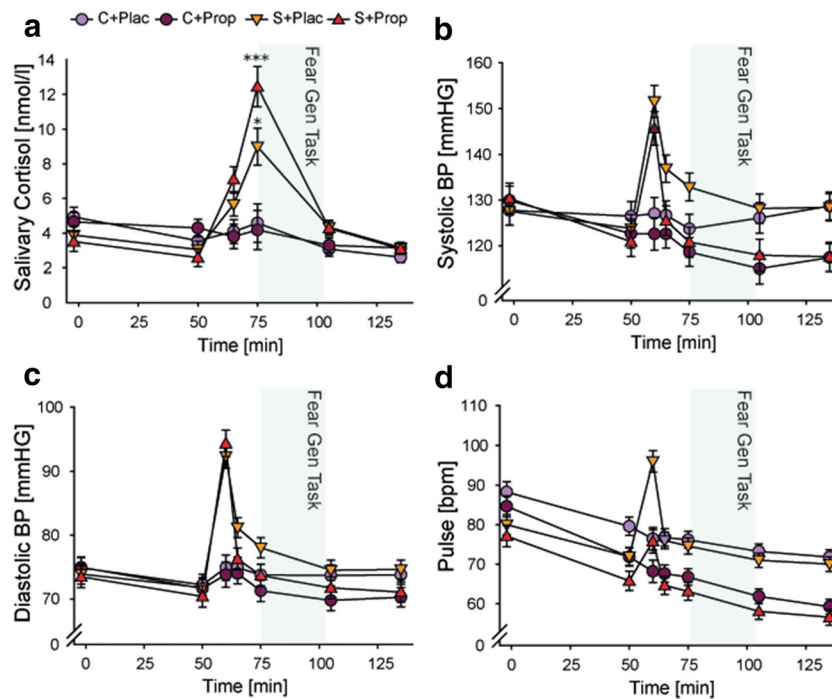 a
C+Plac C+Prop S+Plac S+Prop
Salivary Cortisol [nmol/l]
14
12
10
8
6
4
2
0
***
*
Fear Gen Task
0 25 50 75 100 125
Time [min]
b
Systolic BP [mmHG]
160
150
140
130
120
0
Fear Gen Task
0 25 50 75 100 125
Time [min]
c
Diastolic BP [mmHG]
100
90
80
70
0
Fear Gen Task
0 25 50 75 100 125
Time [min]
d
Pulse [bpm]
110
100
90
80
70
60
0
Fear Gen Task
0 25 50 75 100 125
Time [min]